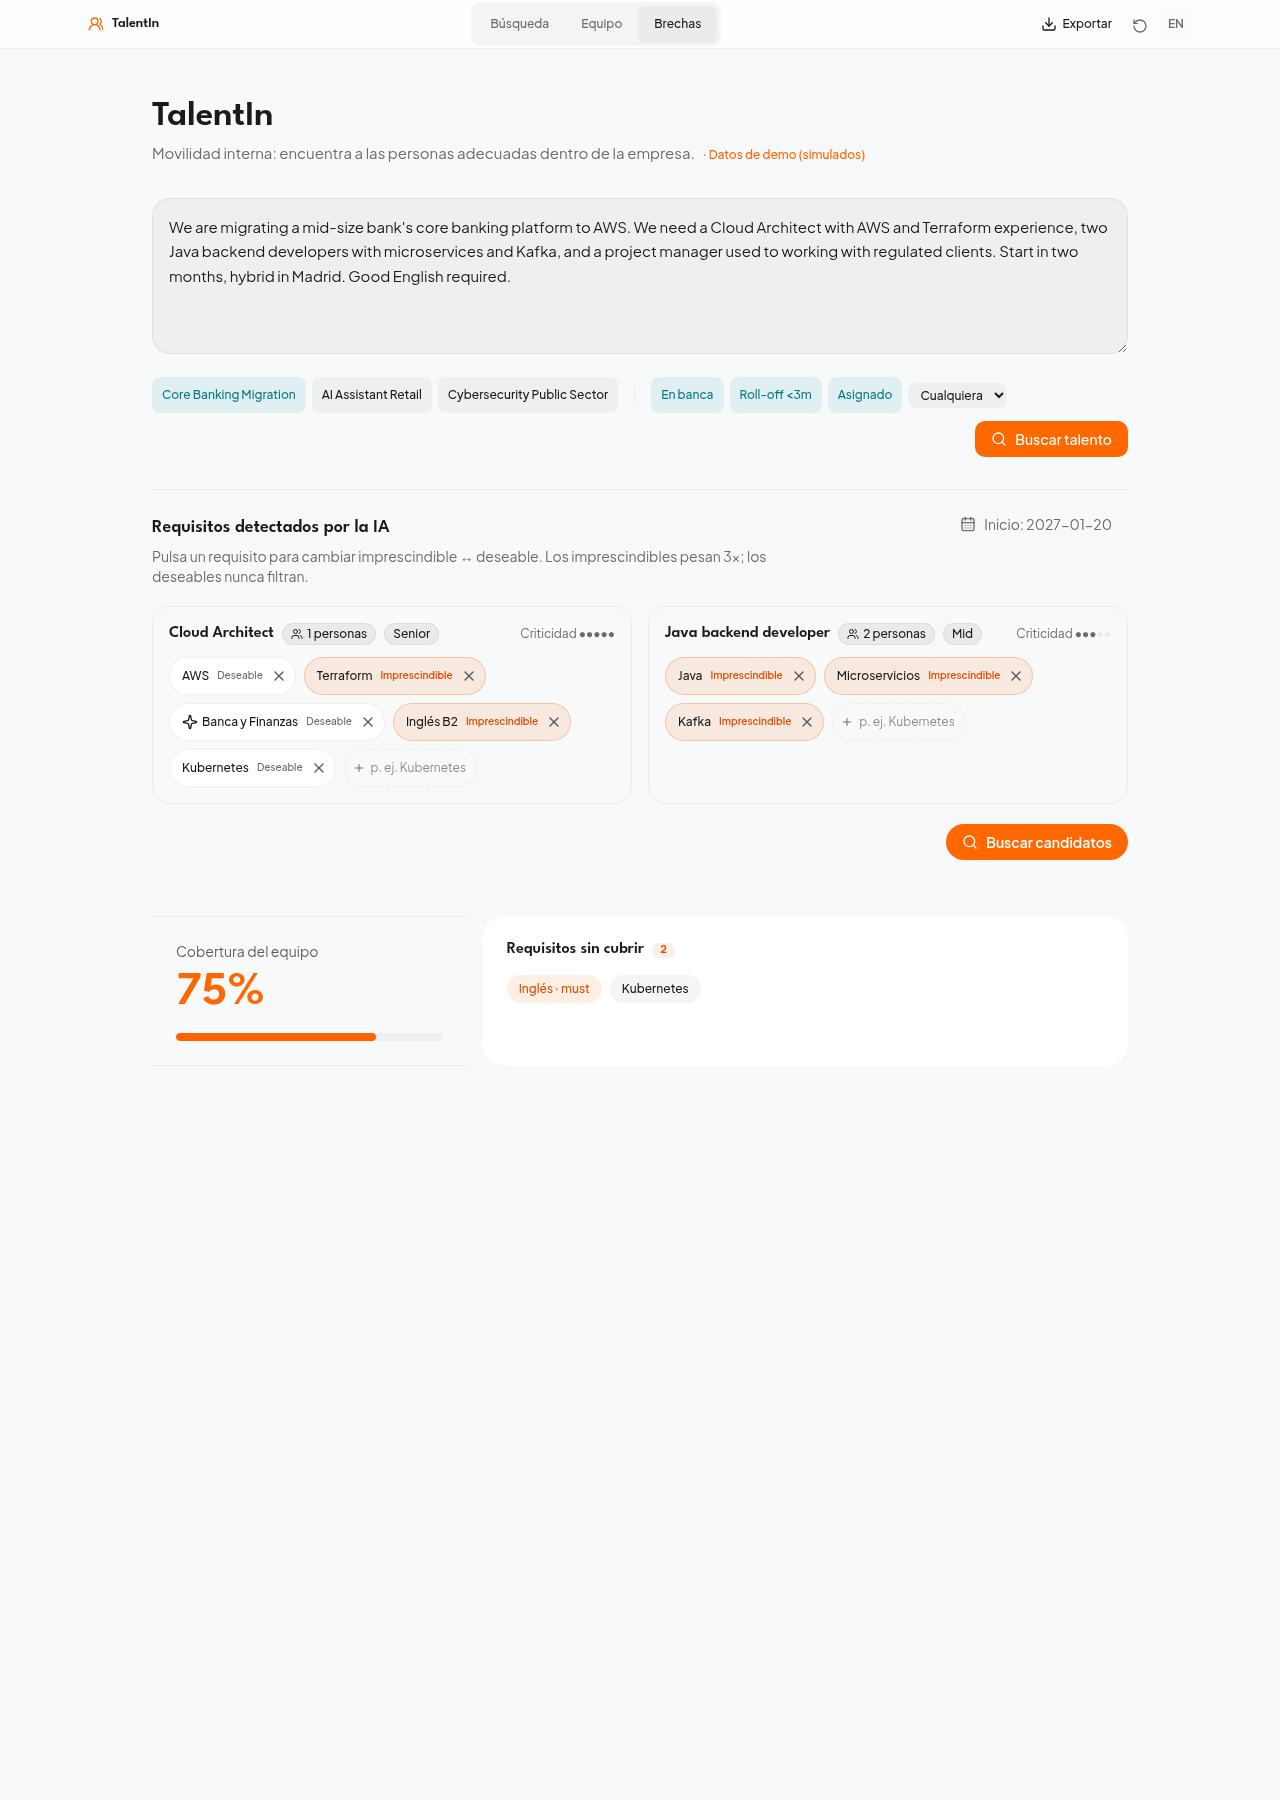 TalentIn
Búsqueda
Equipo
Brechas
Exportar
EN
TalentIn
Movilidad interna: encuentra a las personas adecuadas dentro de la empresa. · Datos de demo (simulados)
We are migrating a mid-size bank's core banking platform to AWS. We need a Cloud Architect with AWS and Terraform experience, two
Java backend developers with microservices and Kafka, and a project manager used to working with regulated clients. Start in two
months, hybrid in Madrid. Good English required.
Core Banking Migration
AI Assistant Retail
Cybersecurity Public Sector
En banca
Roll-off <3m
Asignado
Cualquiera
Buscar talento
Requisitos detectados por la IA
Inicio: 2027-01-20
Pulsa un requisito para cambiar imprescindible ↔ deseable. Los imprescindibles pesan 3×; los
deseables nunca filtran.
Cloud Architect 1 personas Senior Criticidad ●●●●●
AWS Deseable × Terraform Imprescindible ×
Banca y Finanzas Deseable × Inglés B2 Imprescindible ×
Kubernetes Deseable × + p. ej. Kubernetes
Java backend developer 2 personas Mid Criticidad ●●●●●
Java Imprescindible × Microservicios Imprescindible ×
Kafka Imprescindible × + p. ej. Kubernetes
Buscar candidatos
Cobertura del equipo
75%
Requisitos sin cubrir 2
Inglés · must
Kubernetes